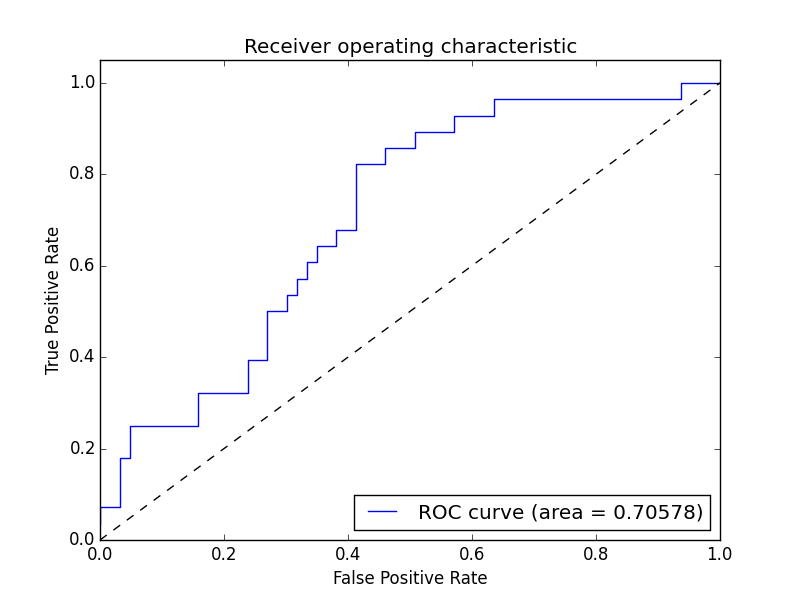 Receiver operating characteristic
1.0
0.8
0.6
0.4
0.2
0.0
True Positive Rate
ROC curve (area = 0.70578)
0.0 0.2 0.4 0.6 0.8 1.0
False Positive Rate